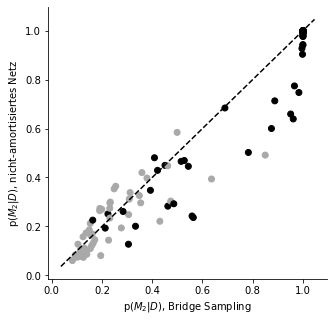 p(M₂|D), nicht-amortisiertes Netz
1.0
0.8
0.6
0.4
0.2
0.0
0.0 0.2 0.4 0.6 0.8 1.0
p(M₂|D), Bridge Sampling